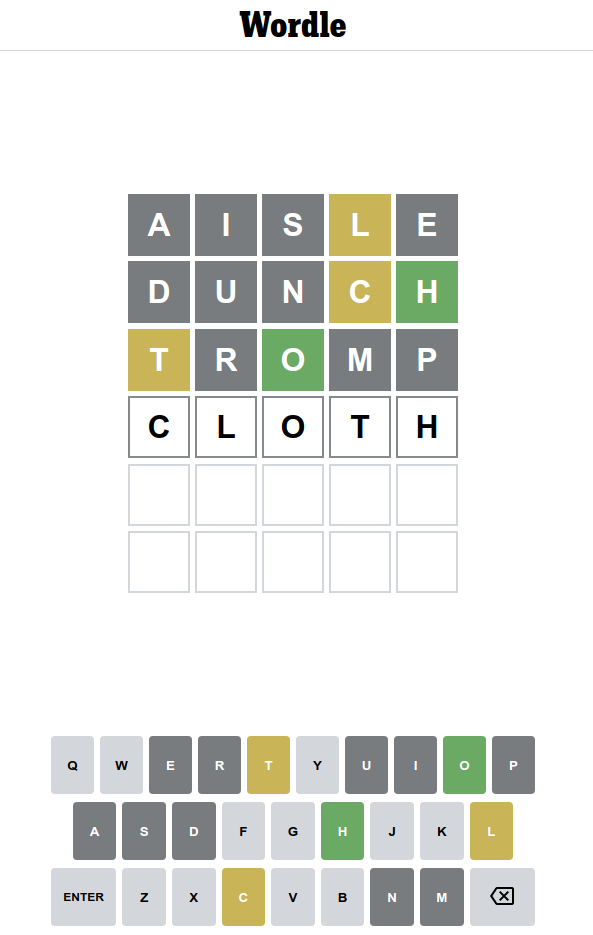 Wordle
A I S L E
D U N C H
T R O M P
C L O T H
Q W E R T Y U I O P
A S D F G H J K L
ENTER Z X C V B N M